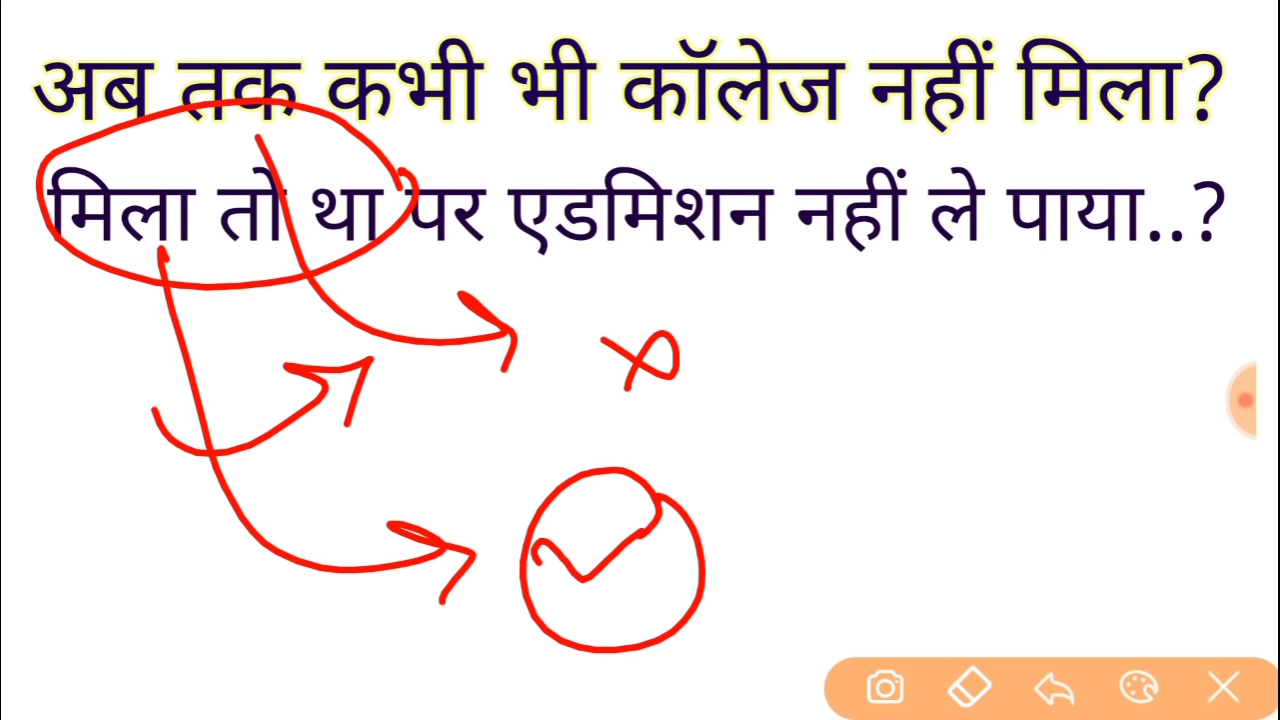 अब तक कभी भी कॉलेज नहीं मिला?
मिला तो था पर एडमिशन नहीं ले पाया..?